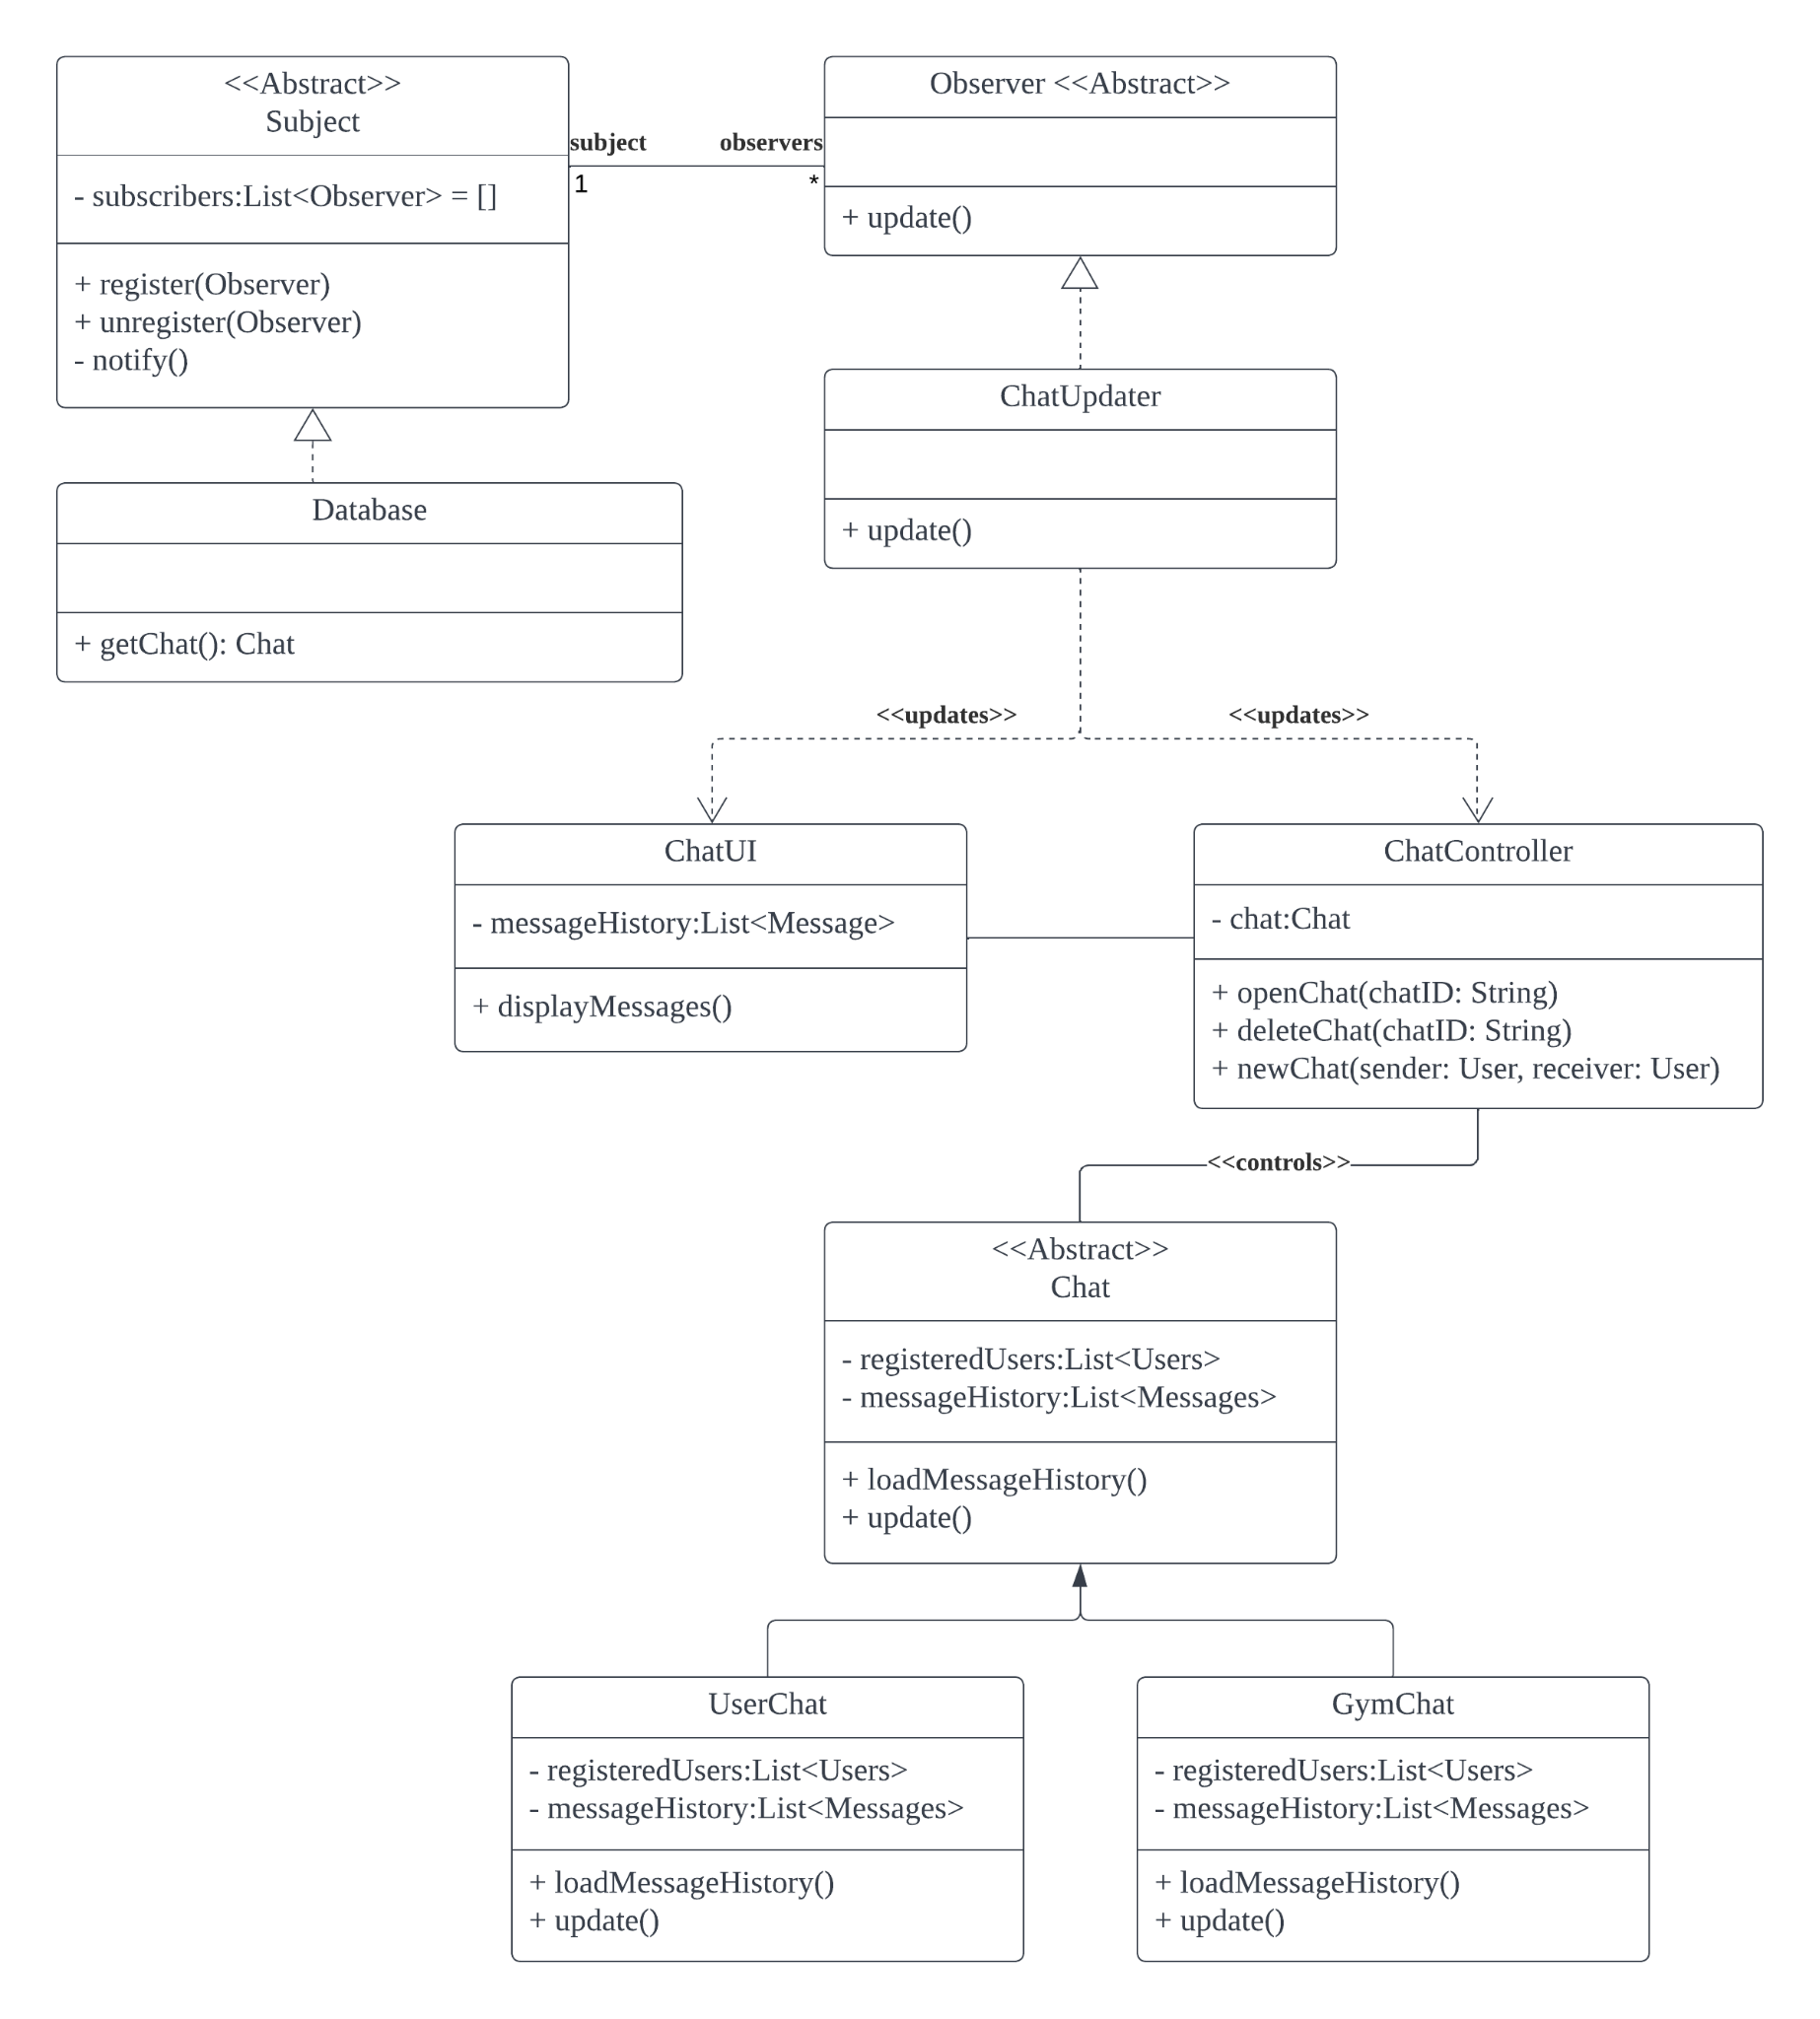 <<Abstract>>
Subject
- subscribers:List<Observer> = []
+ register(Observer)
+ unregister(Observer)
- notify()
subject
1
observers
*
Observer <<Abstract>>
+ update()
Database
+ getChat(): Chat
ChatUpdater
+ update()
<<updates>>
<<updates>>
ChatUI
- messageHistory:List<Message>
+ displayMessages()
ChatController
- chat:Chat
+ openChat(chatID: String)
+ deleteChat(chatID: String)
+ newChat(sender: User, receiver: User)
<<controls>>
<<Abstract>>
Chat
- registeredUsers:List<Users>
- messageHistory:List<Messages>
+ loadMessageHistory()
+ update()
UserChat
- registeredUsers:List<Users>
- messageHistory:List<Messages>
+ loadMessageHistory()
+ update()
GymChat
- registeredUsers:List<Users>
- messageHistory:List<Messages>
+ loadMessageHistory()
+ update()